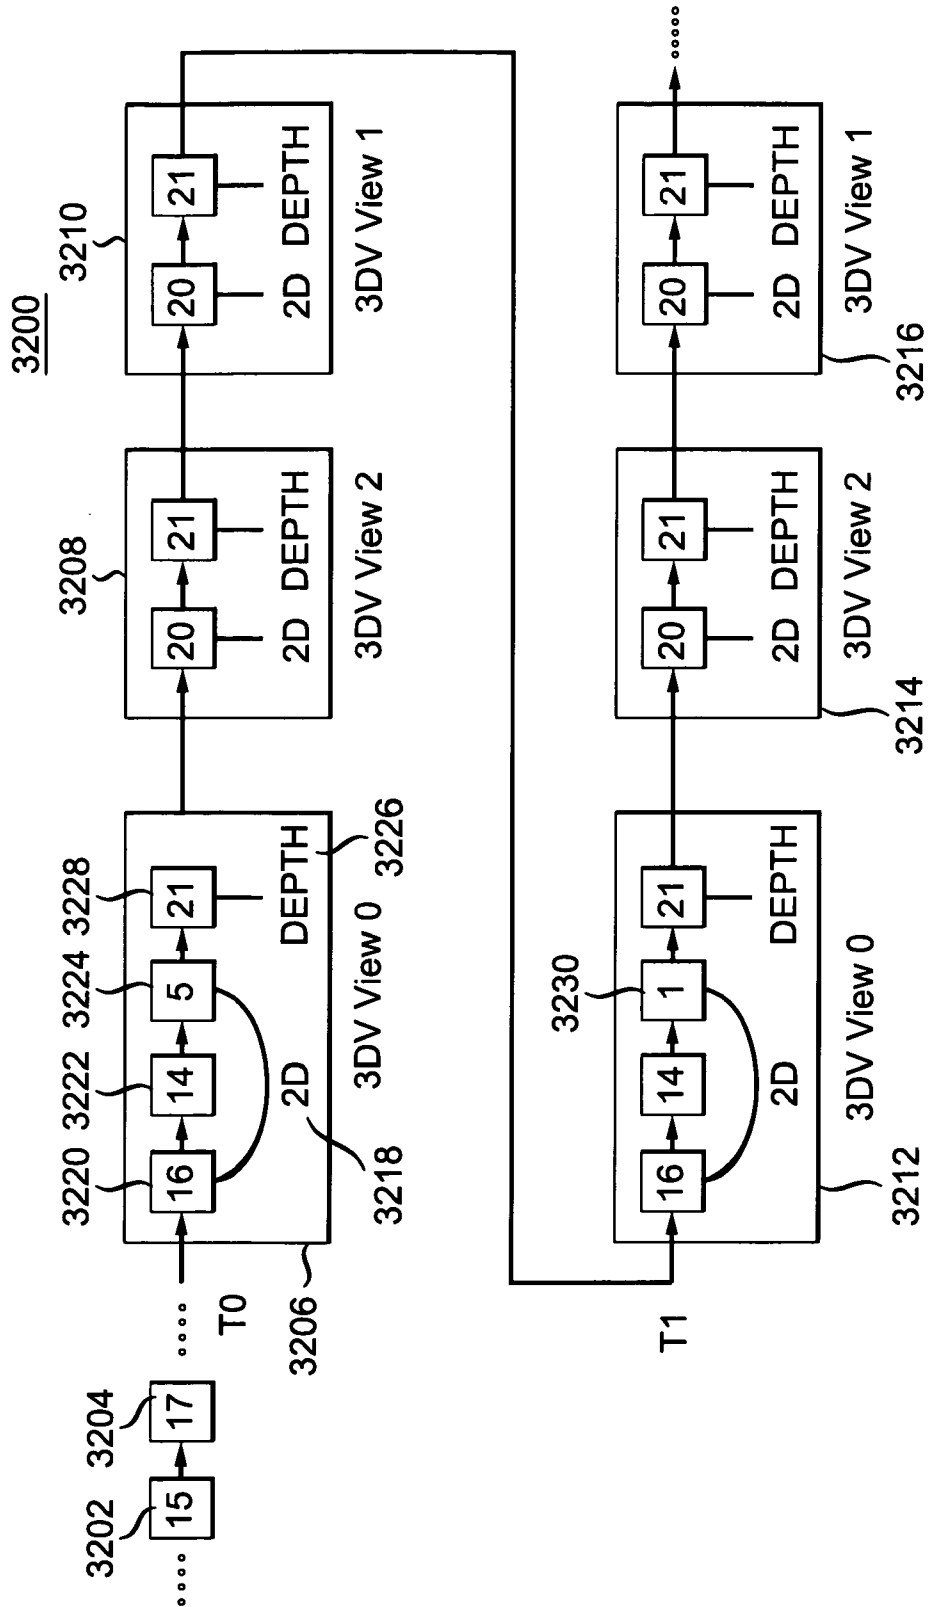 3200
3202
3204
3206
3220
3222
3224
3228
3208
3210
15
17
T0
16
14
5
21
2D
DEPTH
3218
3226
3DV View 0
20
21
2D
DEPTH
3DV View 2
20
21
2D
DEPTH
3DV View 1
T1
3230
16
14
1
21
2D
DEPTH
3212
3DV View 0
20
21
2D
DEPTH
3214
3DV View 2
20
21
2D
DEPTH
3216
3DV View 1